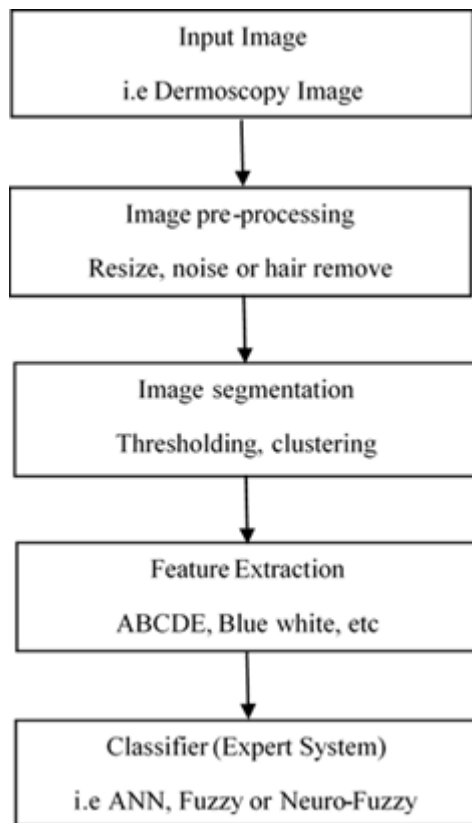 Input Image
i.e Dermoscopy Image
Image pre-processing
Resize, noise or hair remove
Image segmentation
Thresholding, clustering
Feature Extraction
ABCDE, Blue white, etc
Classifier (Expert System)
i.e ANN, Fuzzy or Neuro-Fuzzy